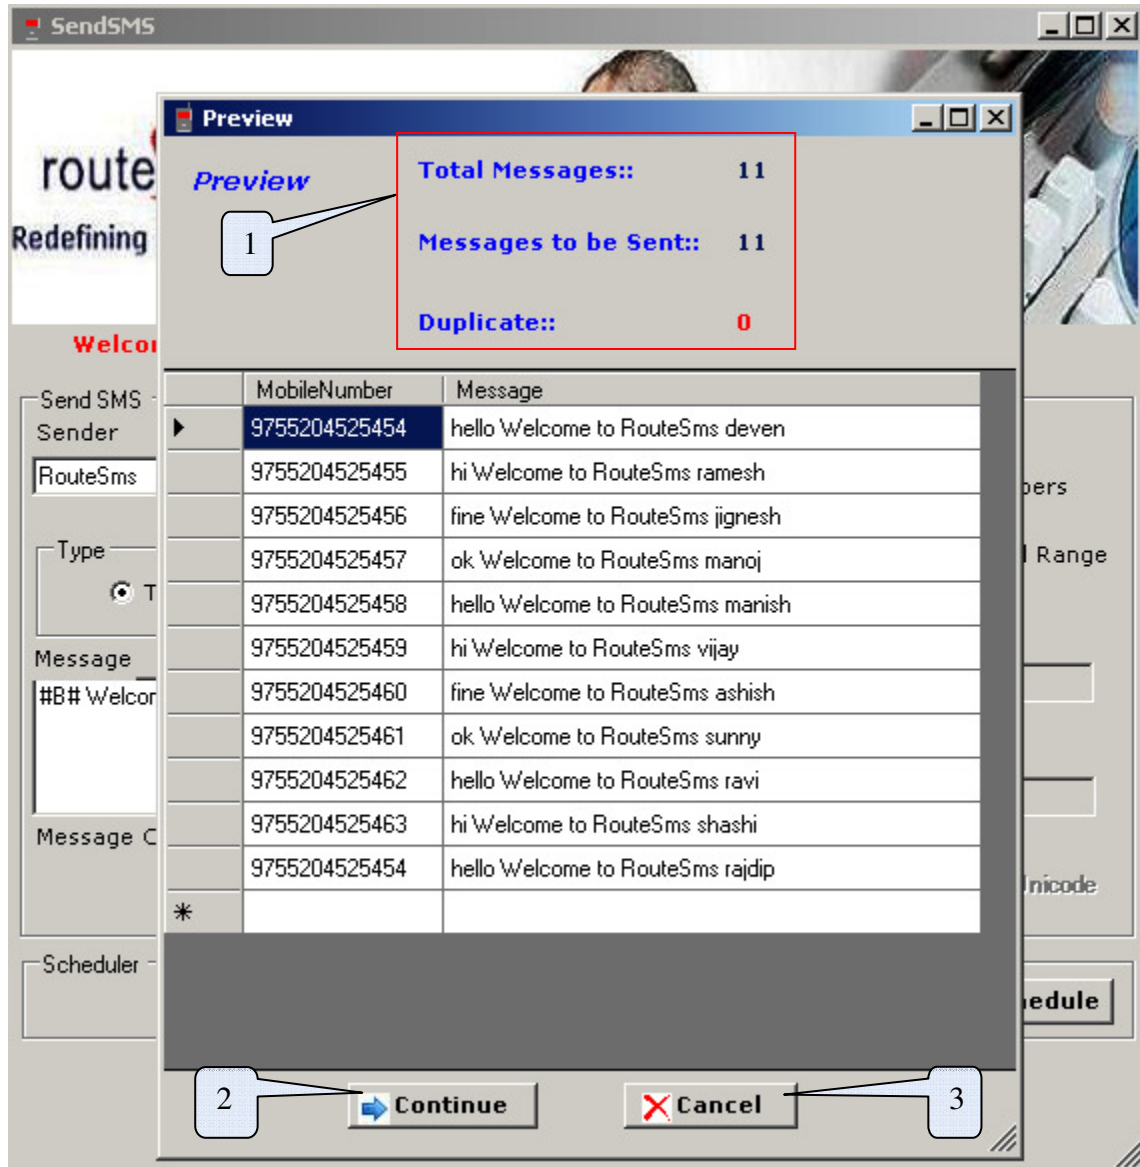 SendSMS
Preview
route
Redefining
Preview
Total Messages:: 11
1
Messages to be Sent:: 11
Duplicate:: 0
MobileNumber Message
9755204525454 hello Welcome to RouteSms deven
9755204525455 hi Welcome to RouteSms ramesh
9755204525456 fine Welcome to RouteSms jignesh
9755204525457 ok Welcome to RouteSms manoj
9755204525458 hello Welcome to RouteSms manish
9755204525459 hi Welcome to RouteSms vijay
9755204525460 fine Welcome to RouteSms ashish
9755204525461 ok Welcome to RouteSms sunny
9755204525462 hello Welcome to RouteSms ravi
9755204525463 hi Welcome to RouteSms shashi
9755204525454 hello Welcome to RouteSms rajdip
Send SMS
Sender
RouteSms
Type
Message
#B# Welcom
Message C
Scheduler
Range
2
Continue
Cancel
3